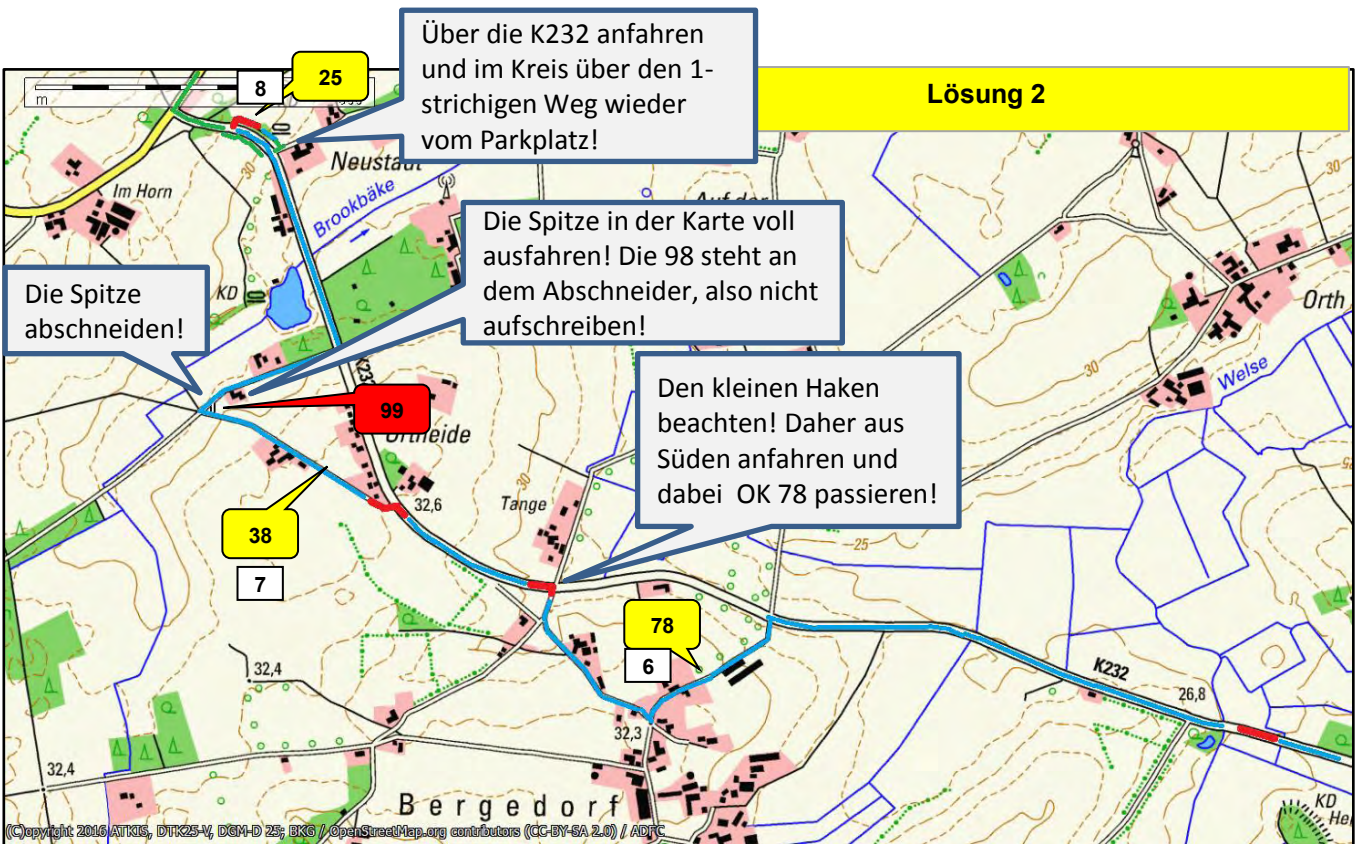 Über die K232 anfahren
und im Kreis über den 1-
strichigen Weg wieder
vom Parkplatz!
Lösung 2
m
8
25
Im Horn
30
Brookbäke
Die Spitze in der Karte voll
ausfahren! Die 98 steht an
dem Abschneider, also nicht
aufschreiben!
30
KD
Die Spitze
abschneiden!
Orth
Welse
30
99
Den kleinen Haken
beachten! Daher aus
Süden anfahren und
dabei OK 78 passieren!
32,6
30
Tange
38
7
25
78
6
32,4
K232
26,8
32,3
32,4
Bergedorf
KD
(C)opyright 2016 ATKIS, DTK25-V, DGM-D 25; BKG / OpenStreetMap.org contributors (CC-BY-SA 2.0) / ADFC